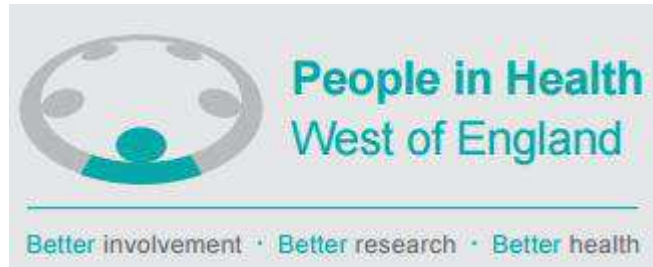 People in Health
West of England
Better involvement · Better research · Better health